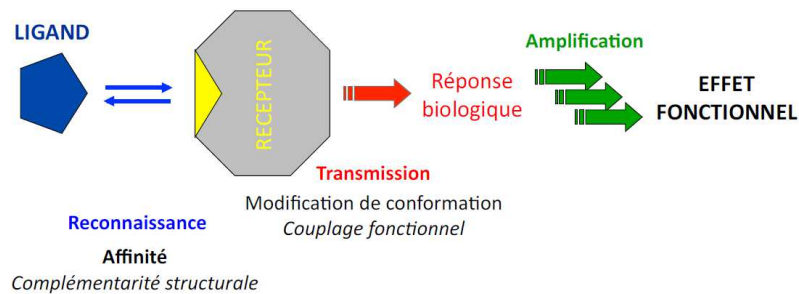 LIGAND
RECEPTEUR
Réponse
biologique
Amplification
EFFET
FONCTIONNEL
Transmission
Modification de conformation
Couplage fonctionnel
Reconnaissance
Affinité
Complémentarité structurale